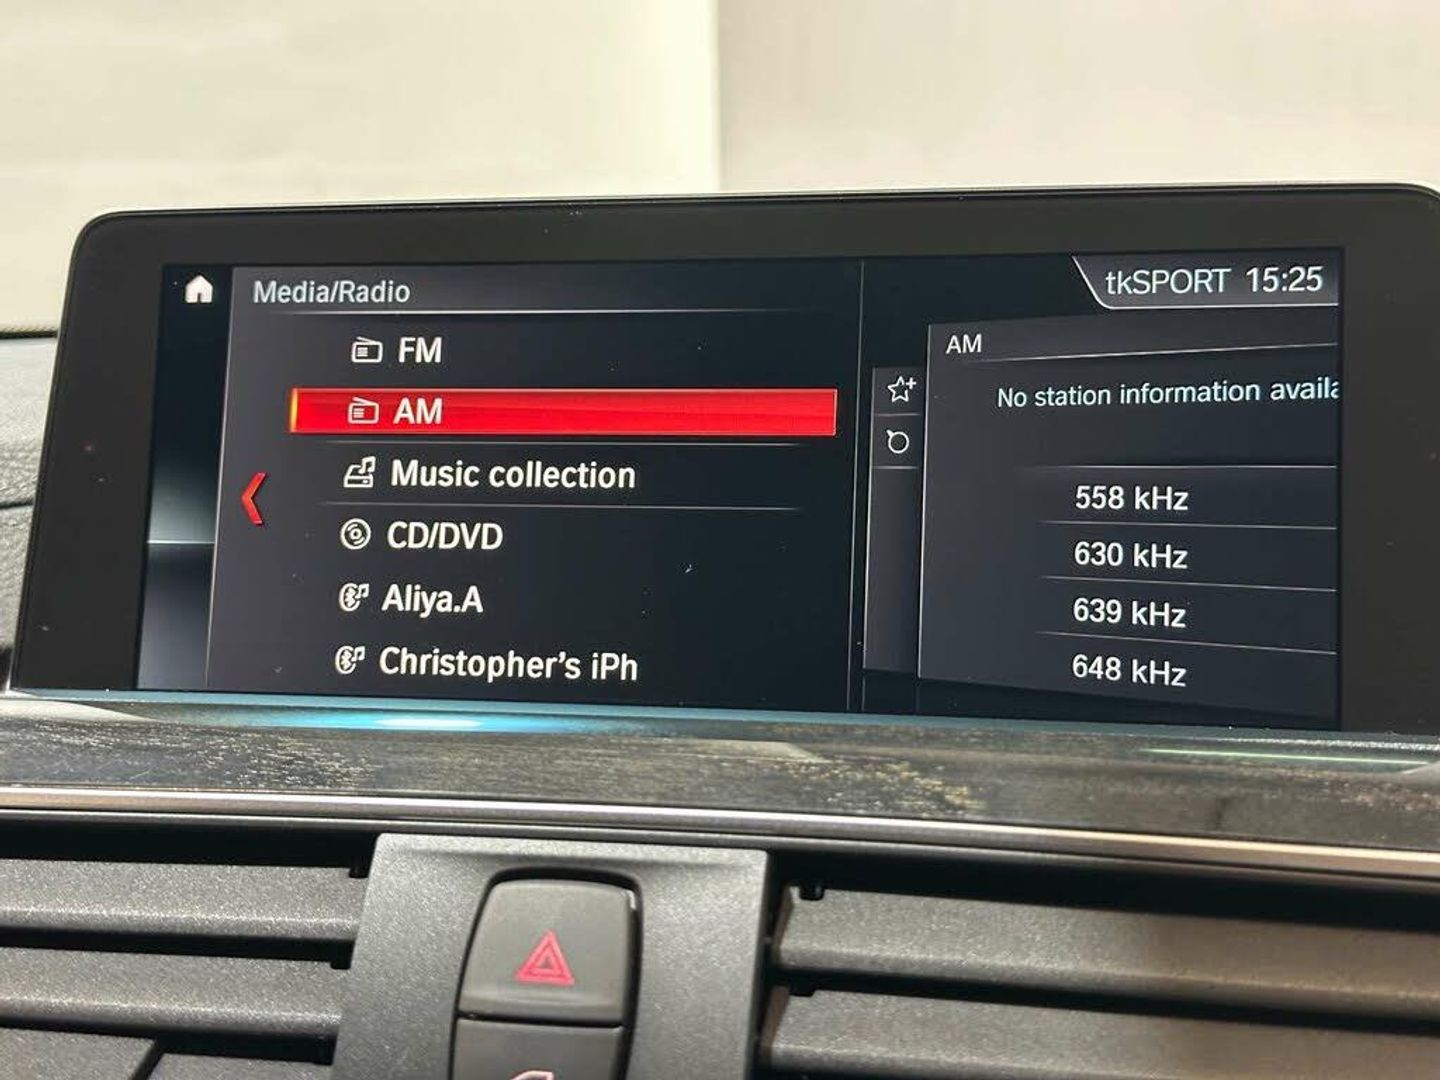 Media/Radio
tkSPORT 15:25
FM
AM
Music collection
CD/DVD
Aliya.A
Christopher's iPh
AM
No station information availa
558 kHz
630 kHz
639 kHz
648 kHz